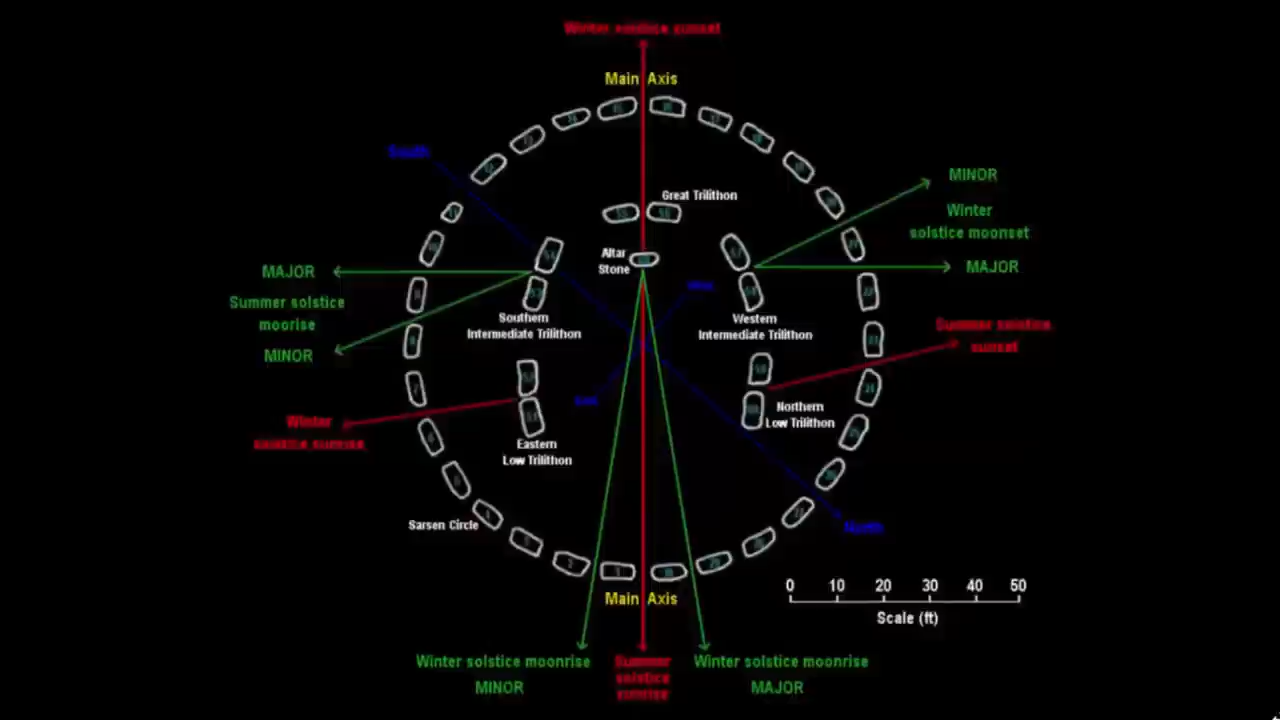 Winter solstice sunset
Main Axis
South
MINOR
Great Trilithon
Winter
solstice moonset
Altar
Stone
MAJOR
MAJOR
West
Summer solstice
moorise
Southern
Intermediate Trilithon
Western
Intermediate Trilithon
Summer solstice
sunset
MINOR
East
Northern
Low Trilithon
Winter
solstice sunrise
Eastern
Low Trilithon
Sarsen Circle
North
0 10 20 30 40 50
Scale (ft)
Main Axis
Winter solstice moonrise
MINOR
Summer
solstice
sunrise
Winter solstice moonrise
MAJOR